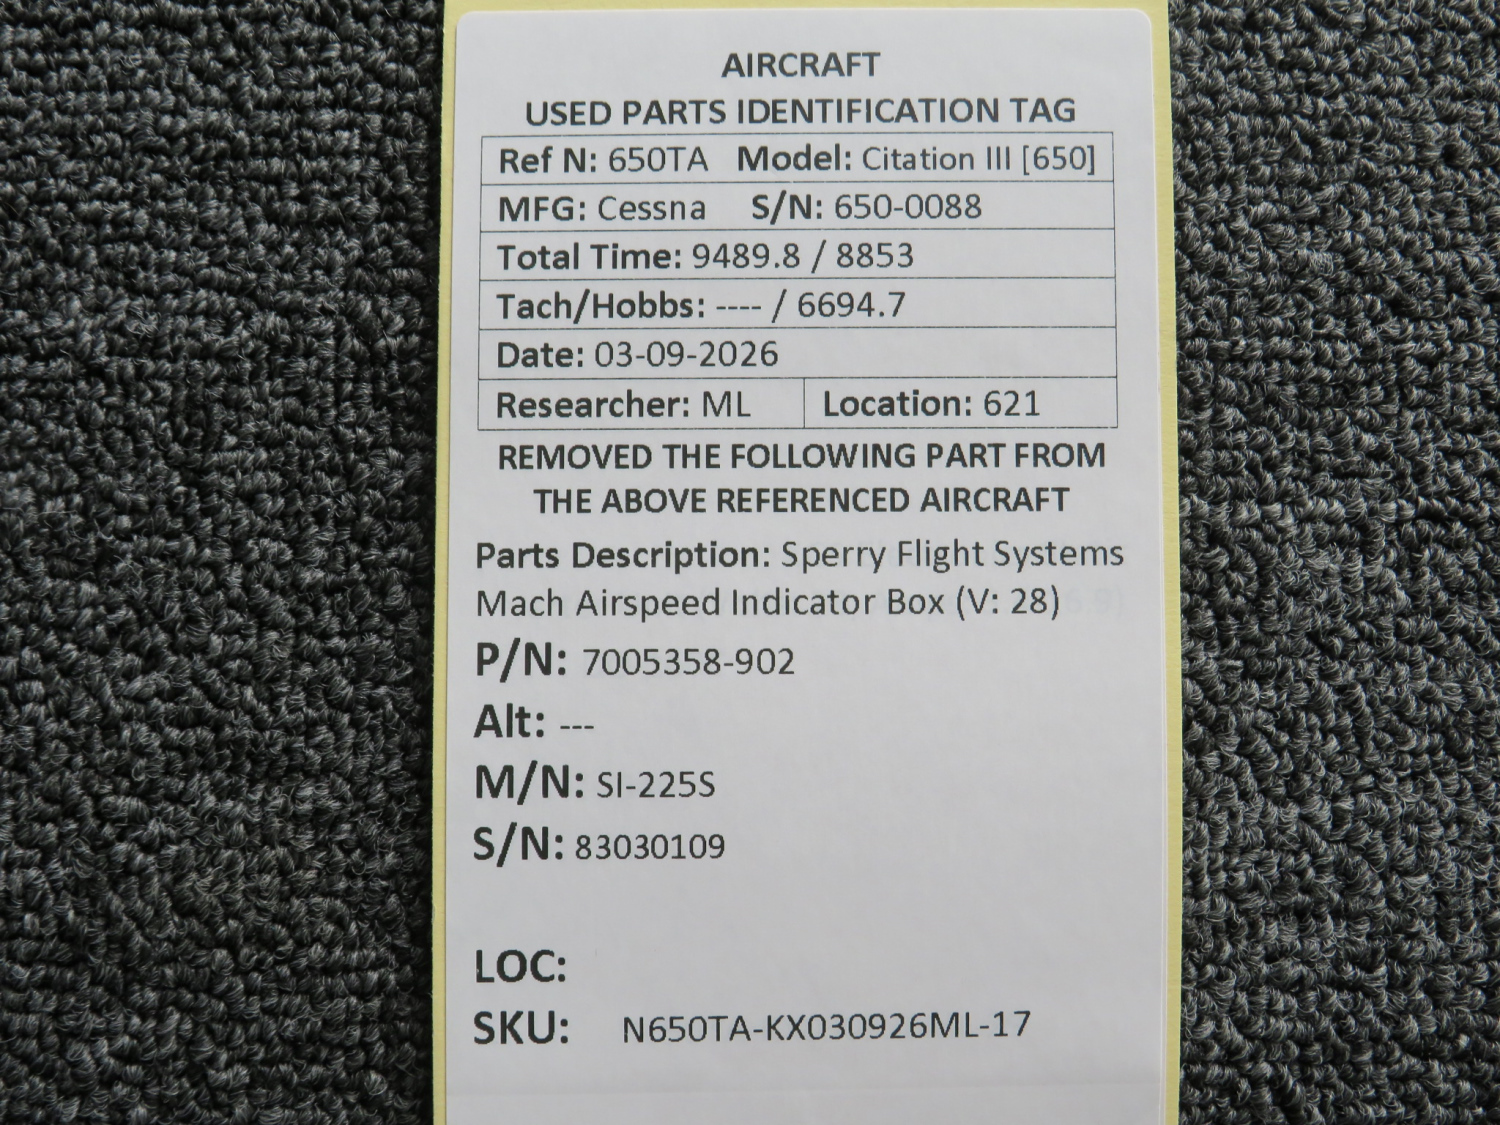 AIRCRAFT
USED PARTS IDENTIFICATION TAG
Ref N: 650TA Model: Citation III [650]
MFG: Cessna S/N: 650-0088
Total Time: 9489.8 / 8853
Tach/Hobbs: ---- / 6694.7
Date: 03-09-2026
Researcher: ML Location: 621
REMOVED THE FOLLOWING PART FROM
THE ABOVE REFERENCED AIRCRAFT
Parts Description: Sperry Flight Systems
Mach Airspeed Indicator Box (V: 28)
P/N: 7005358-902
Alt: ---
M/N: SI-225S
S/N: 83030109
LOC:
SKU: N650TA-KX030926ML-17